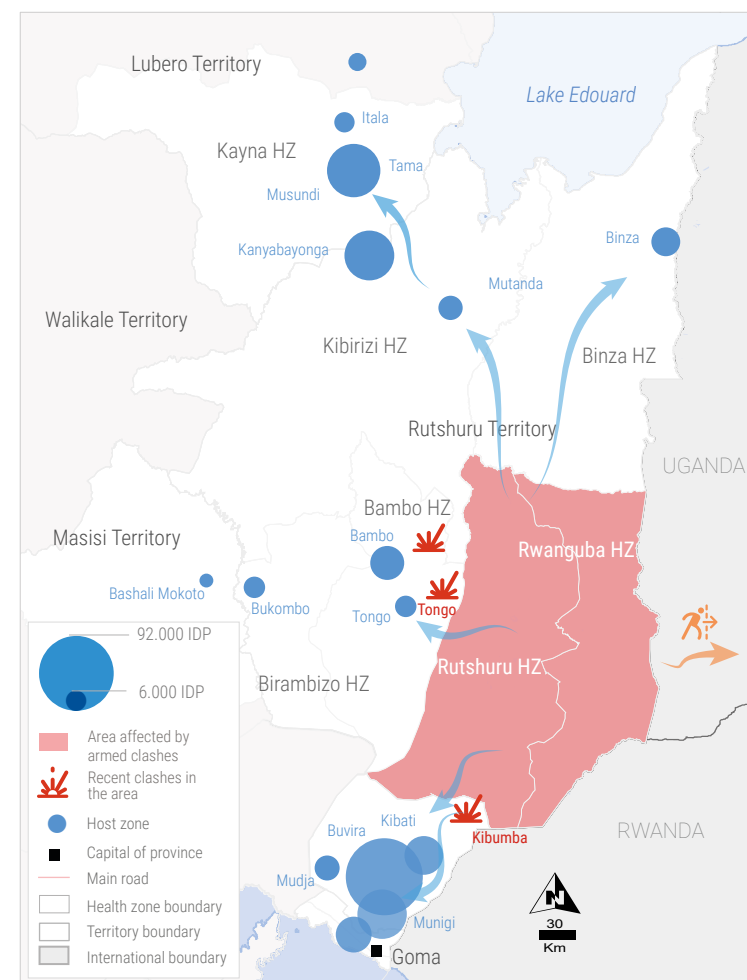 Lubero Territory
Lake Edouard
Itala
Kayna HZ
Tama
Musundi
Binza
Kanyabayonga
Mutanda
Walikale Territory
Kibirizi HZ
Binza HZ
Rutshuru Territory
UGANDA
Bambo HZ
Masisi Territory
Bambo
Rwanguba HZ
Bashali Mokoto
Bukombo
Tongo
Tongo
92.000 IDP
Rutshuru HZ
Birambizo HZ
6.000 IDP
Area affected by
armed clashes
Recent clashes in
the area
Host zone
Capital of province
Main road
Health zone boundary
Territory boundary
International boundary
Buvira
Kibati
Kibumba
RWANDA
Mudja
Munigi
Goma
N
30
Km